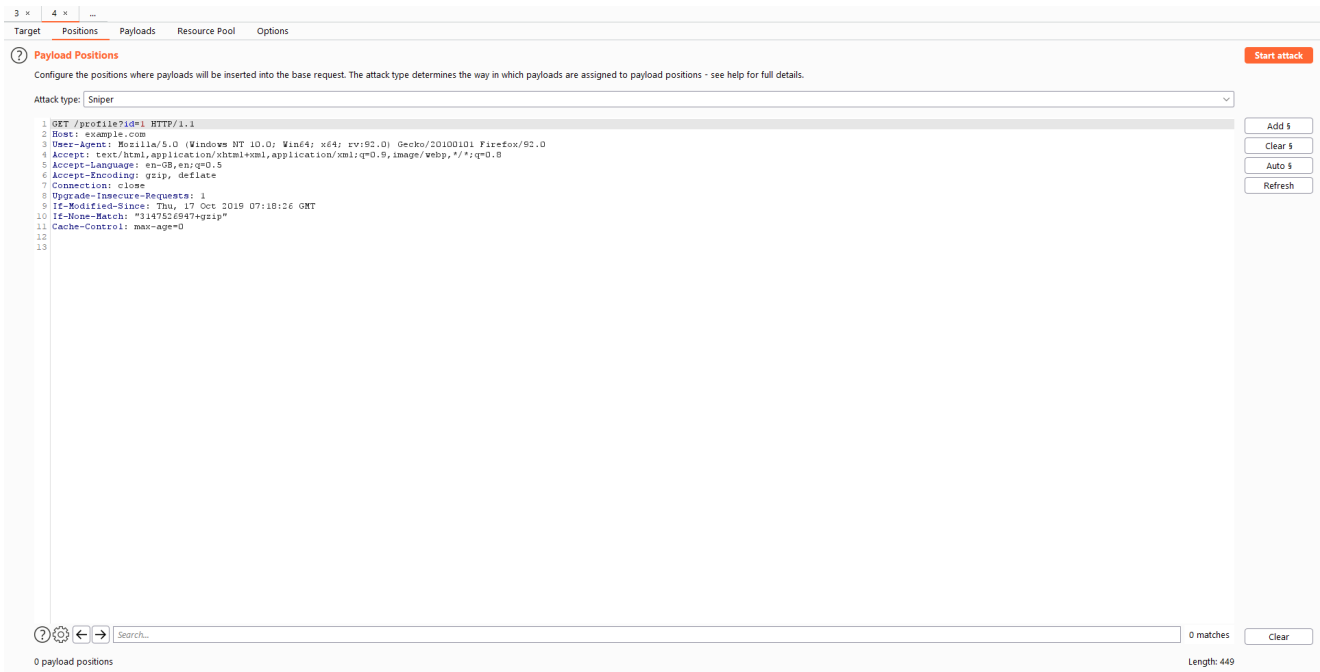 3 × 4 × ...
Target Positions Payloads Resource Pool Options
? Payload Positions Start attack
Configure the positions where payloads will be inserted into the base request. The attack type determines the way in which payloads are assigned to payload positions - see help for full details.
Attack type: Sniper
1 GET /profile?id=1 HTTP/1.1 Add §
2 Host: example.com
3 User-Agent: Mozilla/5.0 (Windows NT 10.0; Win64; x64; rv:92.0) Gecko/20100101 Firefox/92.0 Clear §
4 Accept: text/html,application/xhtml+xml,application/xml;q=0.9,image/webp,*/*;q=0.8
5 Accept-Language: en-GB,en;q=0.5 Auto §
6 Accept-Encoding: gzip, deflate
7 Connection: close Refresh
8 Upgrade-Insecure-Requests: 1
9 If-Modified-Since: Thu, 17 Oct 2019 07:18:26 GMT
10 If-None-Match: "3147526947+gzip"
11 Cache-Control: max-age=0
12
13
? Search... 0 matches Clear
0 payload positions Length: 449